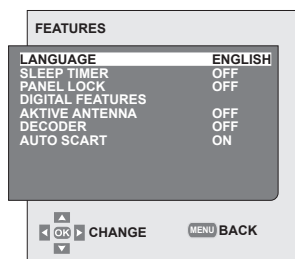 FEATURES
LANGUAGE ENGLISH
SLEEP TIMER OFF
PANEL LOCK OFF
DIGITAL FEATURES
AKTIVE ANTENNA OFF
DECODER OFF
AUTO SCART ON
OK CHANGE MENU BACK